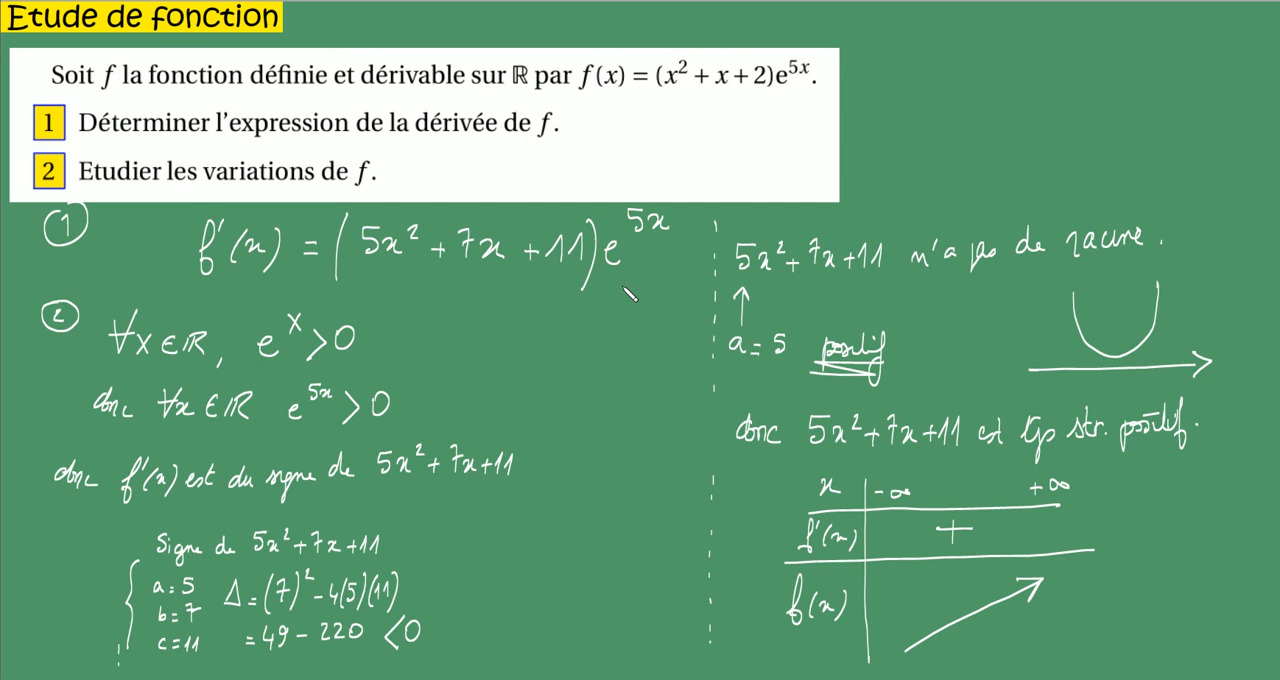 Etude de fonction
Soit f la fonction définie et dérivable sur ℝ par f(x) = (x² + x + 2)e^{5x}.
1 Déterminer l'expression de la dérivée de f.
2 Etudier les variations de f.
① f'(x) = (5x² + 7x + 11)e^{5x}
② ∀x ∈ ℝ, e^x > 0
donc ∀x ∈ ℝ e^{5x} > 0
donc f'(x) est du signe de 5x² + 7x + 11
Signe de 5x² + 7x + 11
a = 5 Δ = (7)² - 4(5)(11)
b = 7
c = 11 = 49 - 220 < 0
5x² + 7x + 11 n'a pas de racine.
↑
a = 5 positif
donc 5x² + 7x + 11 est tjs str. positif.
x -∞ +∞
f'(x) +
f(x)